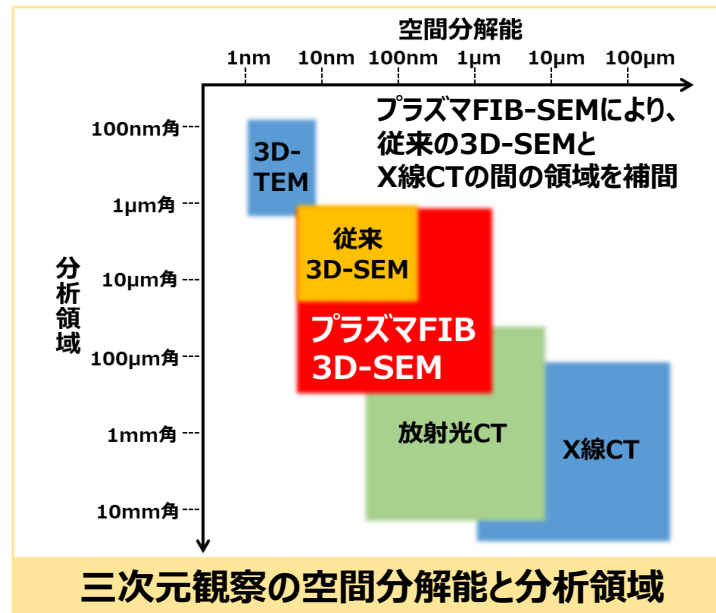 空間分解能
1nm 10nm 100nm 1μm 10μm 100μm
プラズマFIB-SEMにより、
従来の3D-SEMと
X線CTの間の領域を補間
分析領域
100nm角
1μm角
10μm角
100μm角
1mm角
10mm角
3D-
TEM
従来
3D-SEM
プラズマFIB
3D-SEM
放射光CT
X線CT
三次元観察の空間分解能と分析領域